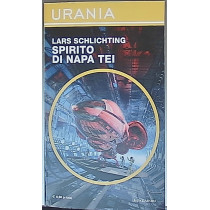 URANIA
LARS SCHLICHTING
SPIRITO
DI NAPA TEI